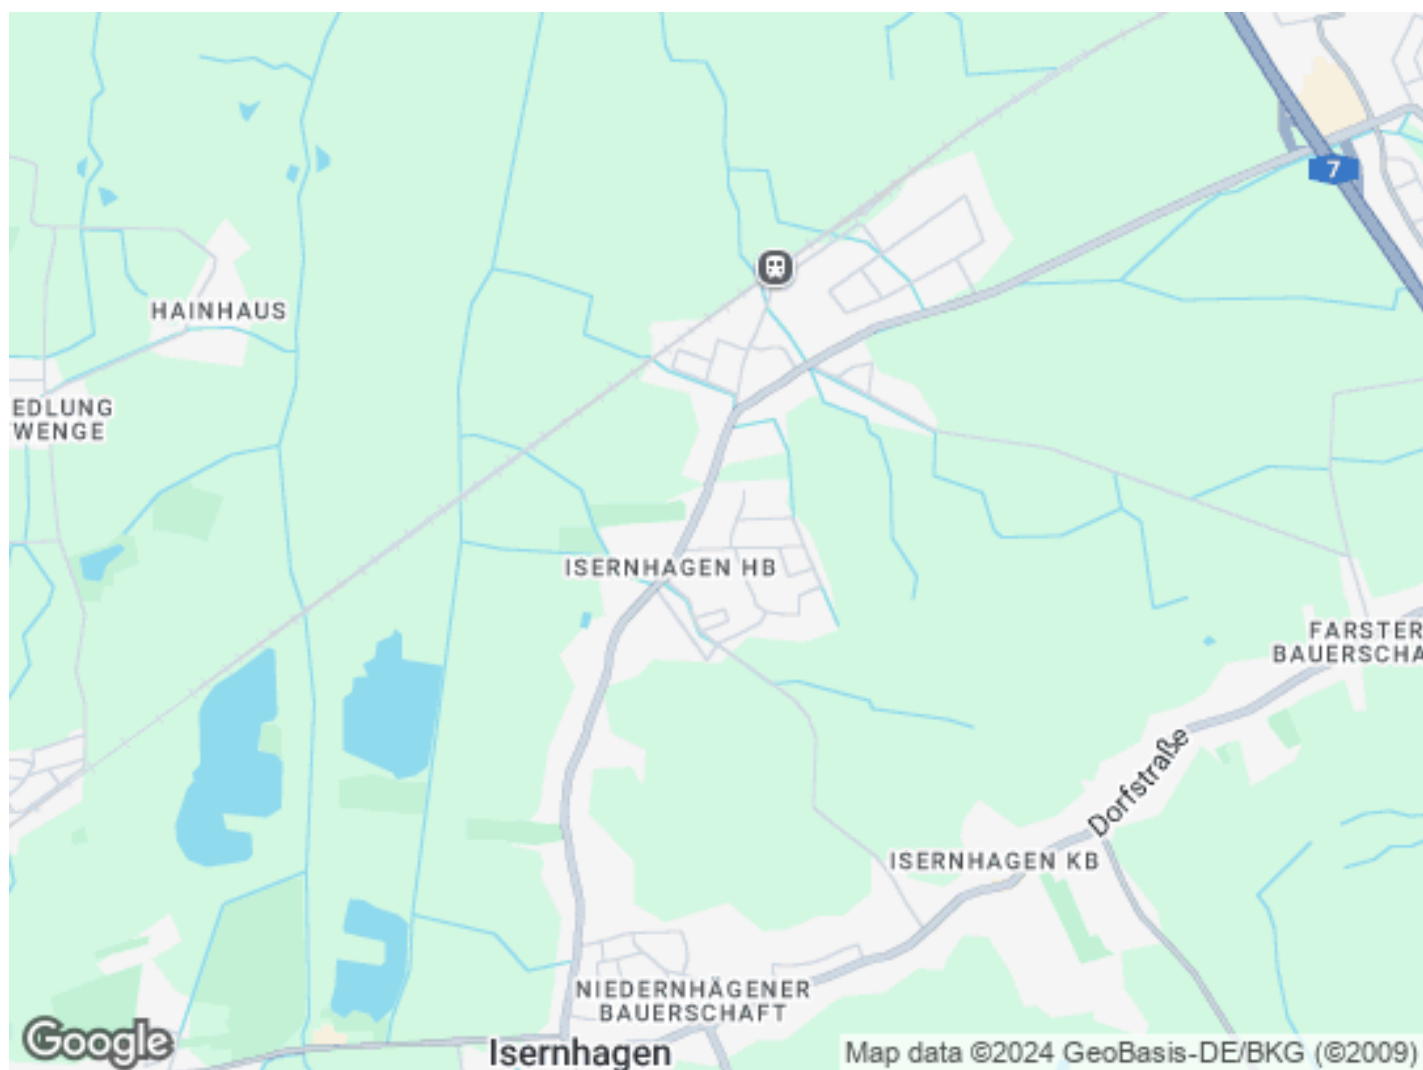 7
HAINHAUS
EDLUNG
WENGE
ISERNHAGEN HB
FARSTER
BAUERSCHA
Dorfstraße
ISERNHAGEN KB
NIEDERNHÄGENER
BAUERSCHAFT
Isernhagen
Google
Map data ©2024 GeoBasis-DE/BKG (©2009)